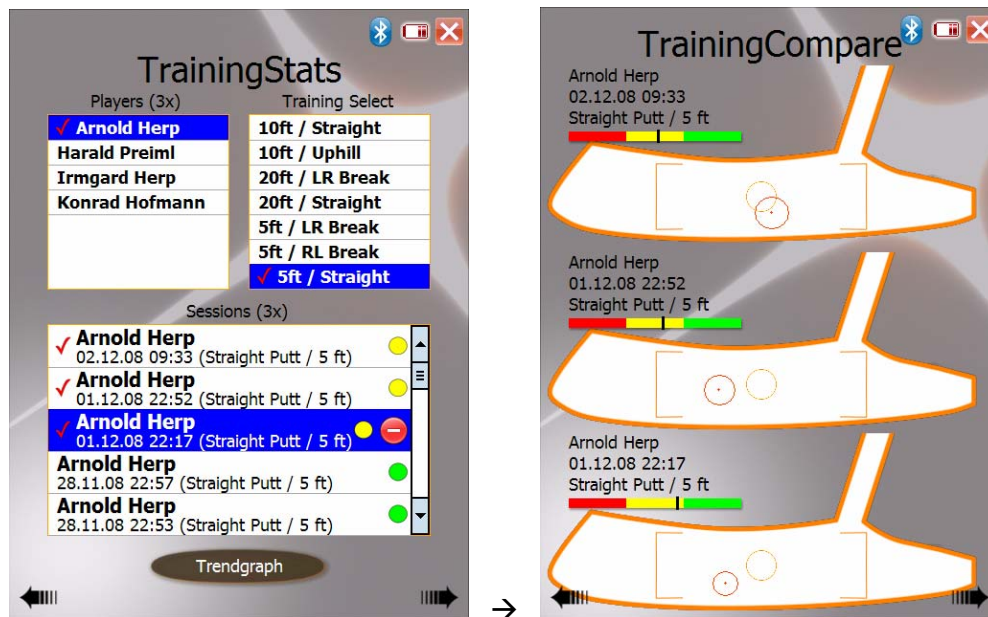 TrainingStats
Players (3x)
Arnold Herp
Harald Preiml
Irmgard Herp
Konrad Hofmann
Training Select
10ft / Straight
10ft / Uphill
20ft / LR Break
20ft / Straight
5ft / LR Break
5ft / RL Break
5ft / Straight
Sessions (3x)
Arnold Herp
02.12.08 09:33 (Straight Putt / 5 ft)
Arnold Herp
01.12.08 22:52 (Straight Putt / 5 ft)
Arnold Herp
01.12.08 22:17 (Straight Putt / 5 ft)
Arnold Herp
28.11.08 22:57 (Straight Putt / 5 ft)
Arnold Herp
28.11.08 22:53 (Straight Putt / 5 ft)
Trendgraph
→
TrainingCompare
Arnold Herp
02.12.08 09:33
Straight Putt / 5 ft
Arnold Herp
01.12.08 22:52
Straight Putt / 5 ft
Arnold Herp
01.12.08 22:17
Straight Putt / 5 ft